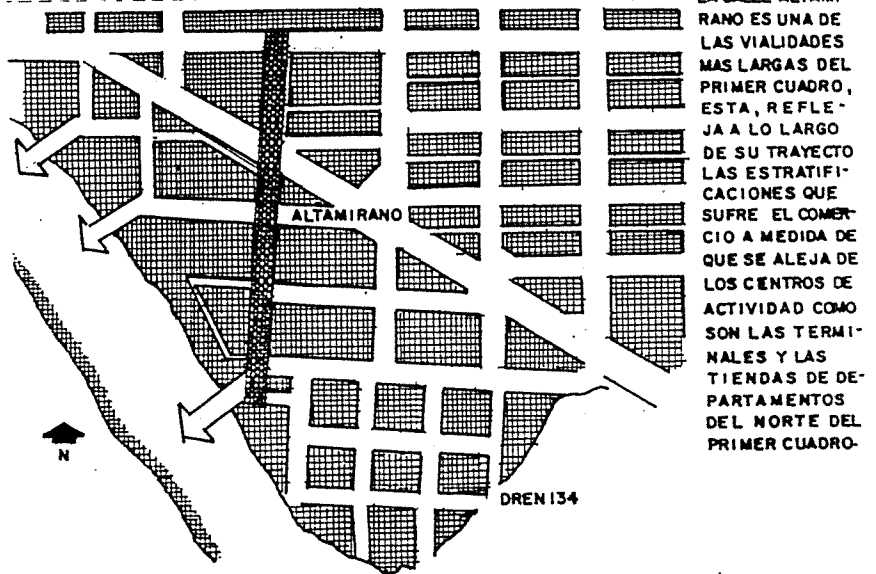 RANO ES UNA DE
LAS VIALIDADES
MAS LARGAS DEL
PRIMER CUADRO,
ESTA, REFLE-
JA A LO LARGO
DE SU TRAYECTO
LAS ESTRATIFI-
CACIONES QUE
SUFRE EL COMER-
CIO A MEDIDA DE
QUE SE ALEJA DE
LOS CENTROS DE
ACTIVIDAD COMO
SON LAS TERMI-
NALES Y LAS
TIENDAS DE DE-
PARTAMENTOS
DEL NORTE DEL
PRIMER CUADRO-
ALTAMIRANO
N
DREN 134